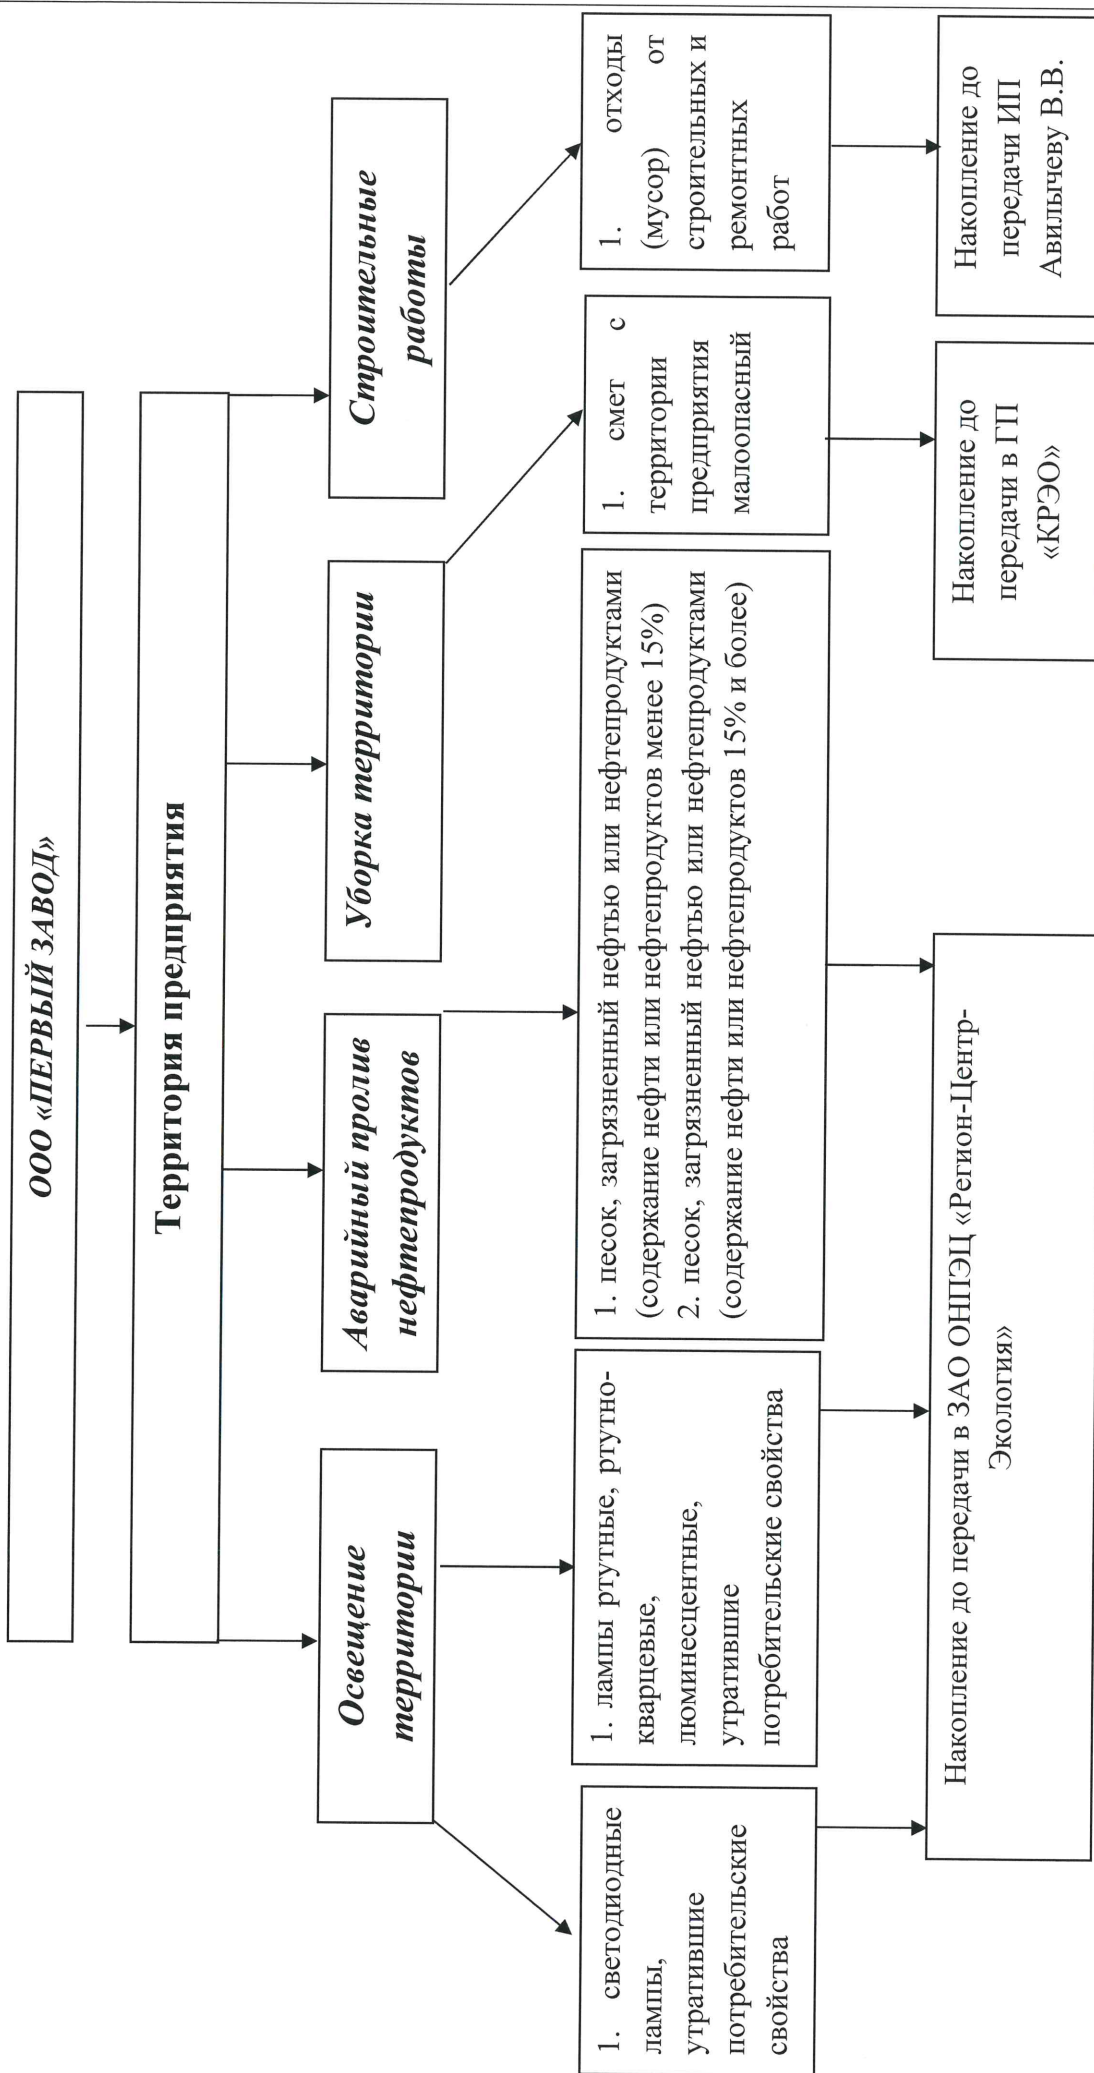 ООО «ПЕРВЫЙ ЗАВОД»
Территория предприятия
Освещение
территории
Аварийный пролив
нефтепродуктов
Уборка территории
Строительные
работы
1. светодиодные
лампы,
утратившие
потребительские
свойства
1. лампы ртутные, ртутно-
кварцевые,
люминесцентные,
утратившие
потребительские свойства
1. песок, загрязненный нефтью или нефтепродуктами
(содержание нефти или нефтепродуктов менее 15%)
2. песок, загрязненный нефтью или нефтепродуктами
(содержание нефти или нефтепродуктов 15% и более)
1. смет с
территории
предприятия
малоопасный
1. отходы
(мусор) от
строительных и
ремонтных
работ
Накопление до передачи в ЗАО ОНПЭЦ «Регион-Центр-
Экология»
Накопление до
передачи в ГП
«КРЭО»
Накопление до
передачи ИП
Авилычеву В.В.